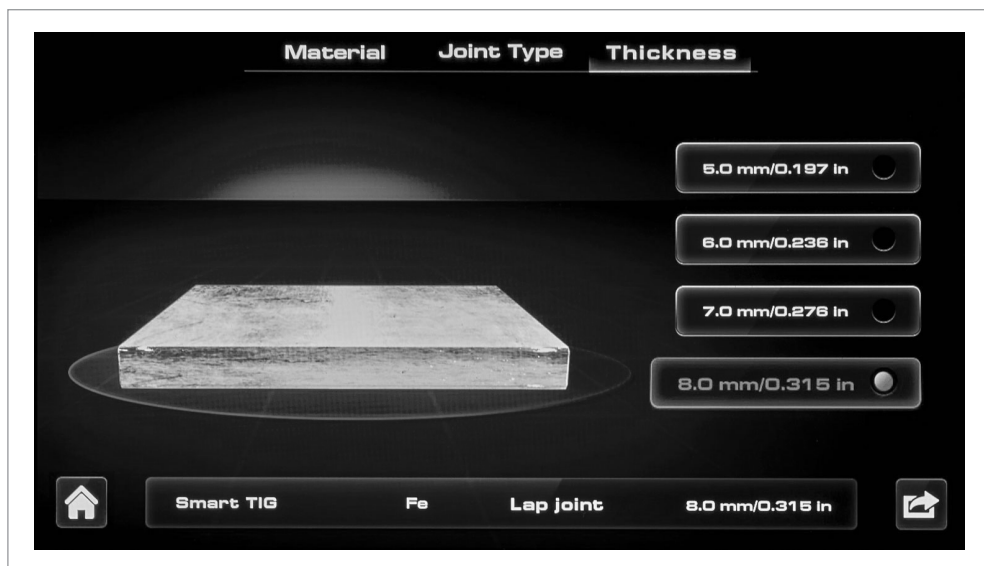 Material Joint Type Thickness
5.0 mm/0.197 in
6.0 mm/0.236 in
7.0 mm/0.276 in
8.0 mm/0.315 in
Smart TIG Fe Lap joint 8.0 mm/0.315 in